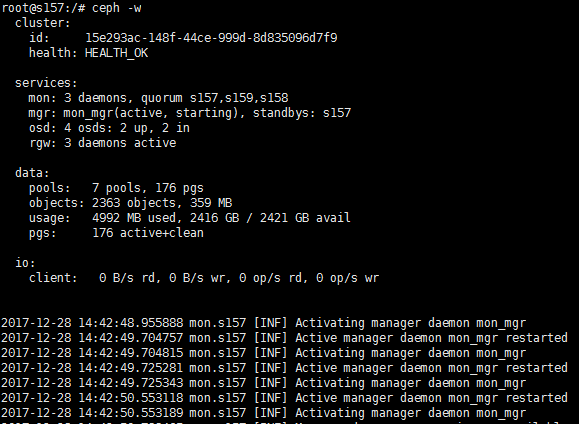 root@s157:/# ceph -w
cluster:
id:     15e293ac-148f-44ce-999d-8d835096d7f9
health: HEALTH_OK
services:
mon: 3 daemons, quorum s157,s159,s158
mgr: mon_mgr(active, starting), standbys: s157
osd: 4 osds: 2 up, 2 in
rgw: 3 daemons active
data:
pools:   7 pools, 176 pgs
objects: 2363 objects, 359 MB
usage:   4992 MB used, 2416 GB / 2421 GB avail
pgs:     176 active+clean
io:
client:   0 B/s rd, 0 B/s wr, 0 op/s rd, 0 op/s wr
2017-12-28 14:42:48.955888 mon.s157 [INF] Activating manager daemon mon_mgr
2017-12-28 14:42:49.704757 mon.s157 [INF] Active manager daemon mon_mgr restarted
2017-12-28 14:42:49.704815 mon.s157 [INF] Activating manager daemon mon_mgr
2017-12-28 14:42:49.725281 mon.s157 [INF] Active manager daemon mon_mgr restarted
2017-12-28 14:42:49.725343 mon.s157 [INF] Activating manager daemon mon_mgr
2017-12-28 14:42:50.553118 mon.s157 [INF] Active manager daemon mon_mgr restarted
2017-12-28 14:42:50.553189 mon.s157 [INF] Activating manager daemon mon_mgr